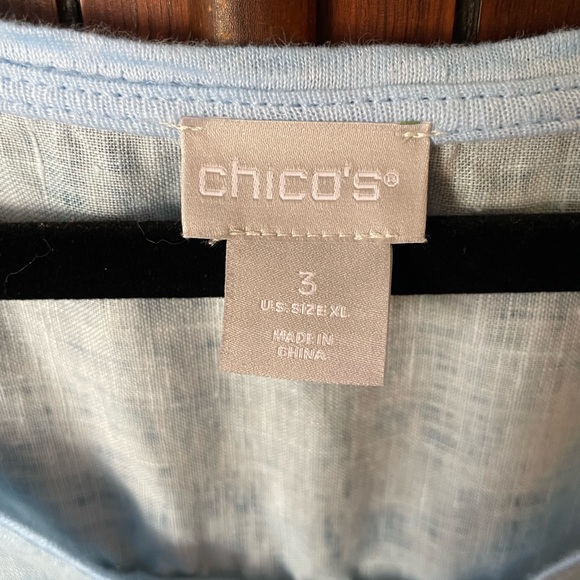 chico's®
3
U.S. SIZE XL
MADE IN
CHINA